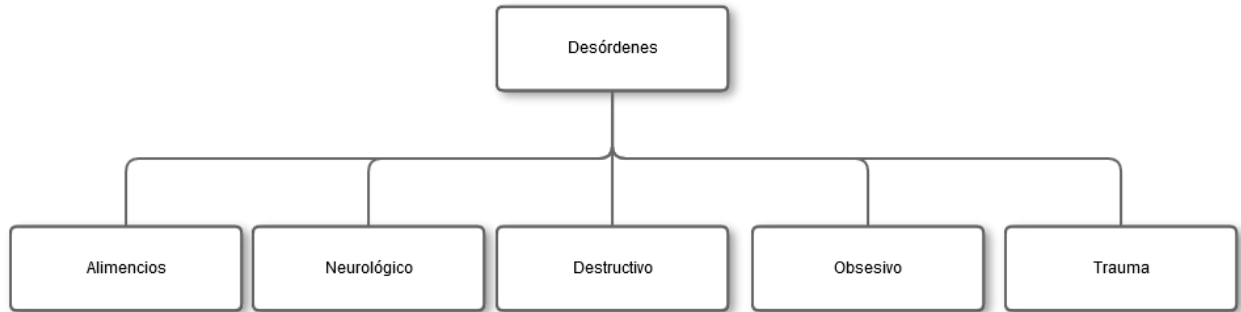 Desórdenes
Alimencios
Neurológico
Destructivo
Obsesivo
Trauma